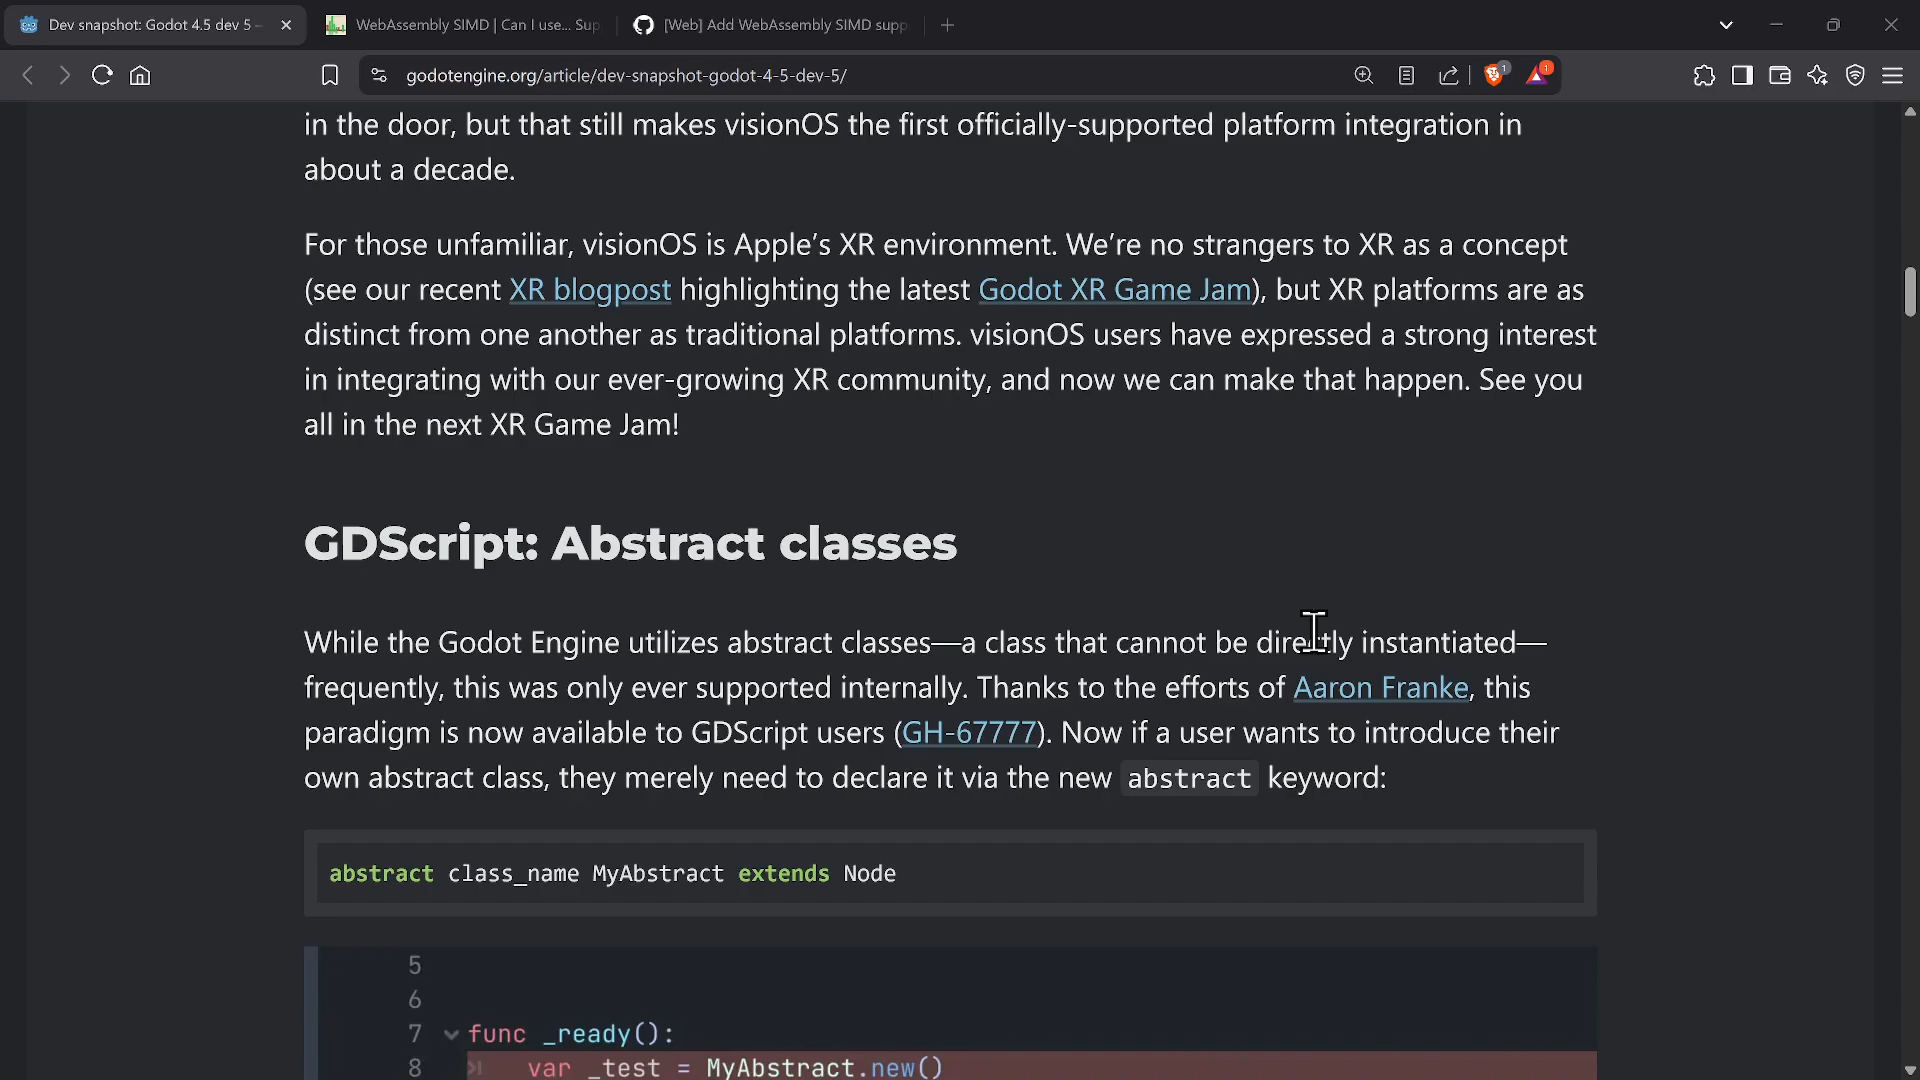 Dev snapshot: Godot 4.5 dev 5 –
WebAssembly SIMD | Can I use... Sup
[Web] Add WebAssembly SIMD supp
godotengine.org/article/dev-snapshot-godot-4-5-dev-5/
1
1
in the door, but that still makes visionOS the first officially-supported platform integration in
about a decade.
For those unfamiliar, visionOS is Apple’s XR environment. We’re no strangers to XR as a concept
(see our recent XR blogpost highlighting the latest Godot XR Game Jam), but XR platforms are as
distinct from one another as traditional platforms. visionOS users have expressed a strong interest
in integrating with our ever-growing XR community, and now we can make that happen. See you
all in the next XR Game Jam!
GDScript: Abstract classes
While the Godot Engine utilizes abstract classes—a class that cannot be directly instantiated—
frequently, this was only ever supported internally. Thanks to the efforts of Aaron Franke, this
paradigm is now available to GDScript users (GH-67777). Now if a user wants to introduce their
own abstract class, they merely need to declare it via the new abstract keyword:
abstract class_name MyAbstract extends Node
5
6
7 func _ready():
8 var _test = MyAbstract.new()